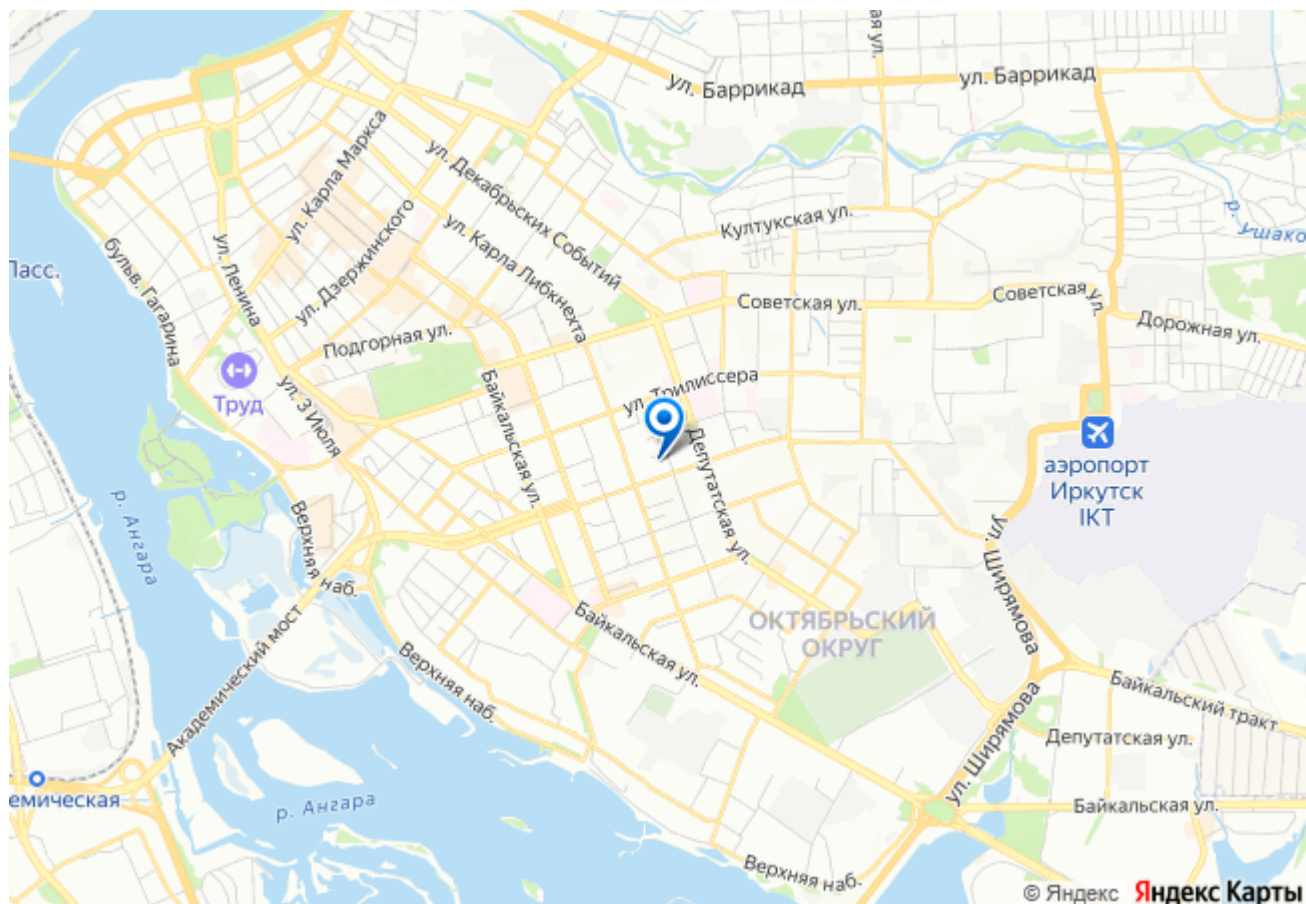 ая ул.
ул. Баррикад
ул. Баррикад
ул. Карла Маркса
ул. Декабрьских Событий
Култукская ул.
р. Ушако
Пасс.
бульв. Гагарина
ул. Ленина
ул. Дзержинского
ул. Карла Либкнехта
Советская ул.
Советская ул.
Дорожная ул.
Подгорная ул.
Труд
ул. 3 Июля
Байкальская ул.
ул. Трилиссера
Депутатская ул.
аэропорт
Иркутск
IKT
р. Ангара
Верхняя наб.
ул. Ширямова
ОКТЯБРЬСКИЙ
ОКРУГ
Академический мост
Верхняя наб.
Байкальская ул.
Байкальский тракт
ул. Ширямова
Депутатская ул.
емическая
р. Ангара
Байкальская ул.
Верхняя наб.
© Яндекс Яндекс Карты